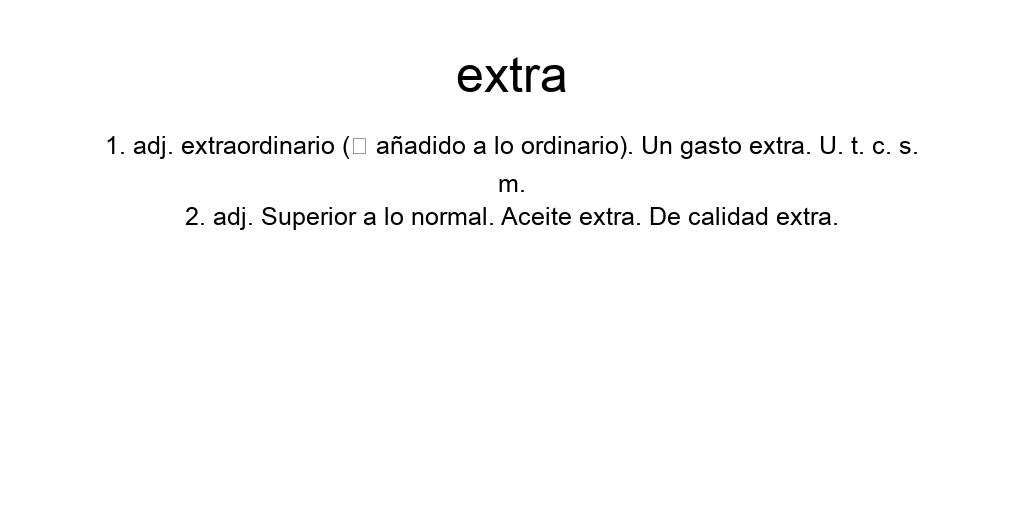 extra
1. adj. extraordinario (□ añadido a lo ordinario). Un gasto extra. U. t. c. s.
m.
2. adj. Superior a lo normal. Aceite extra. De calidad extra.